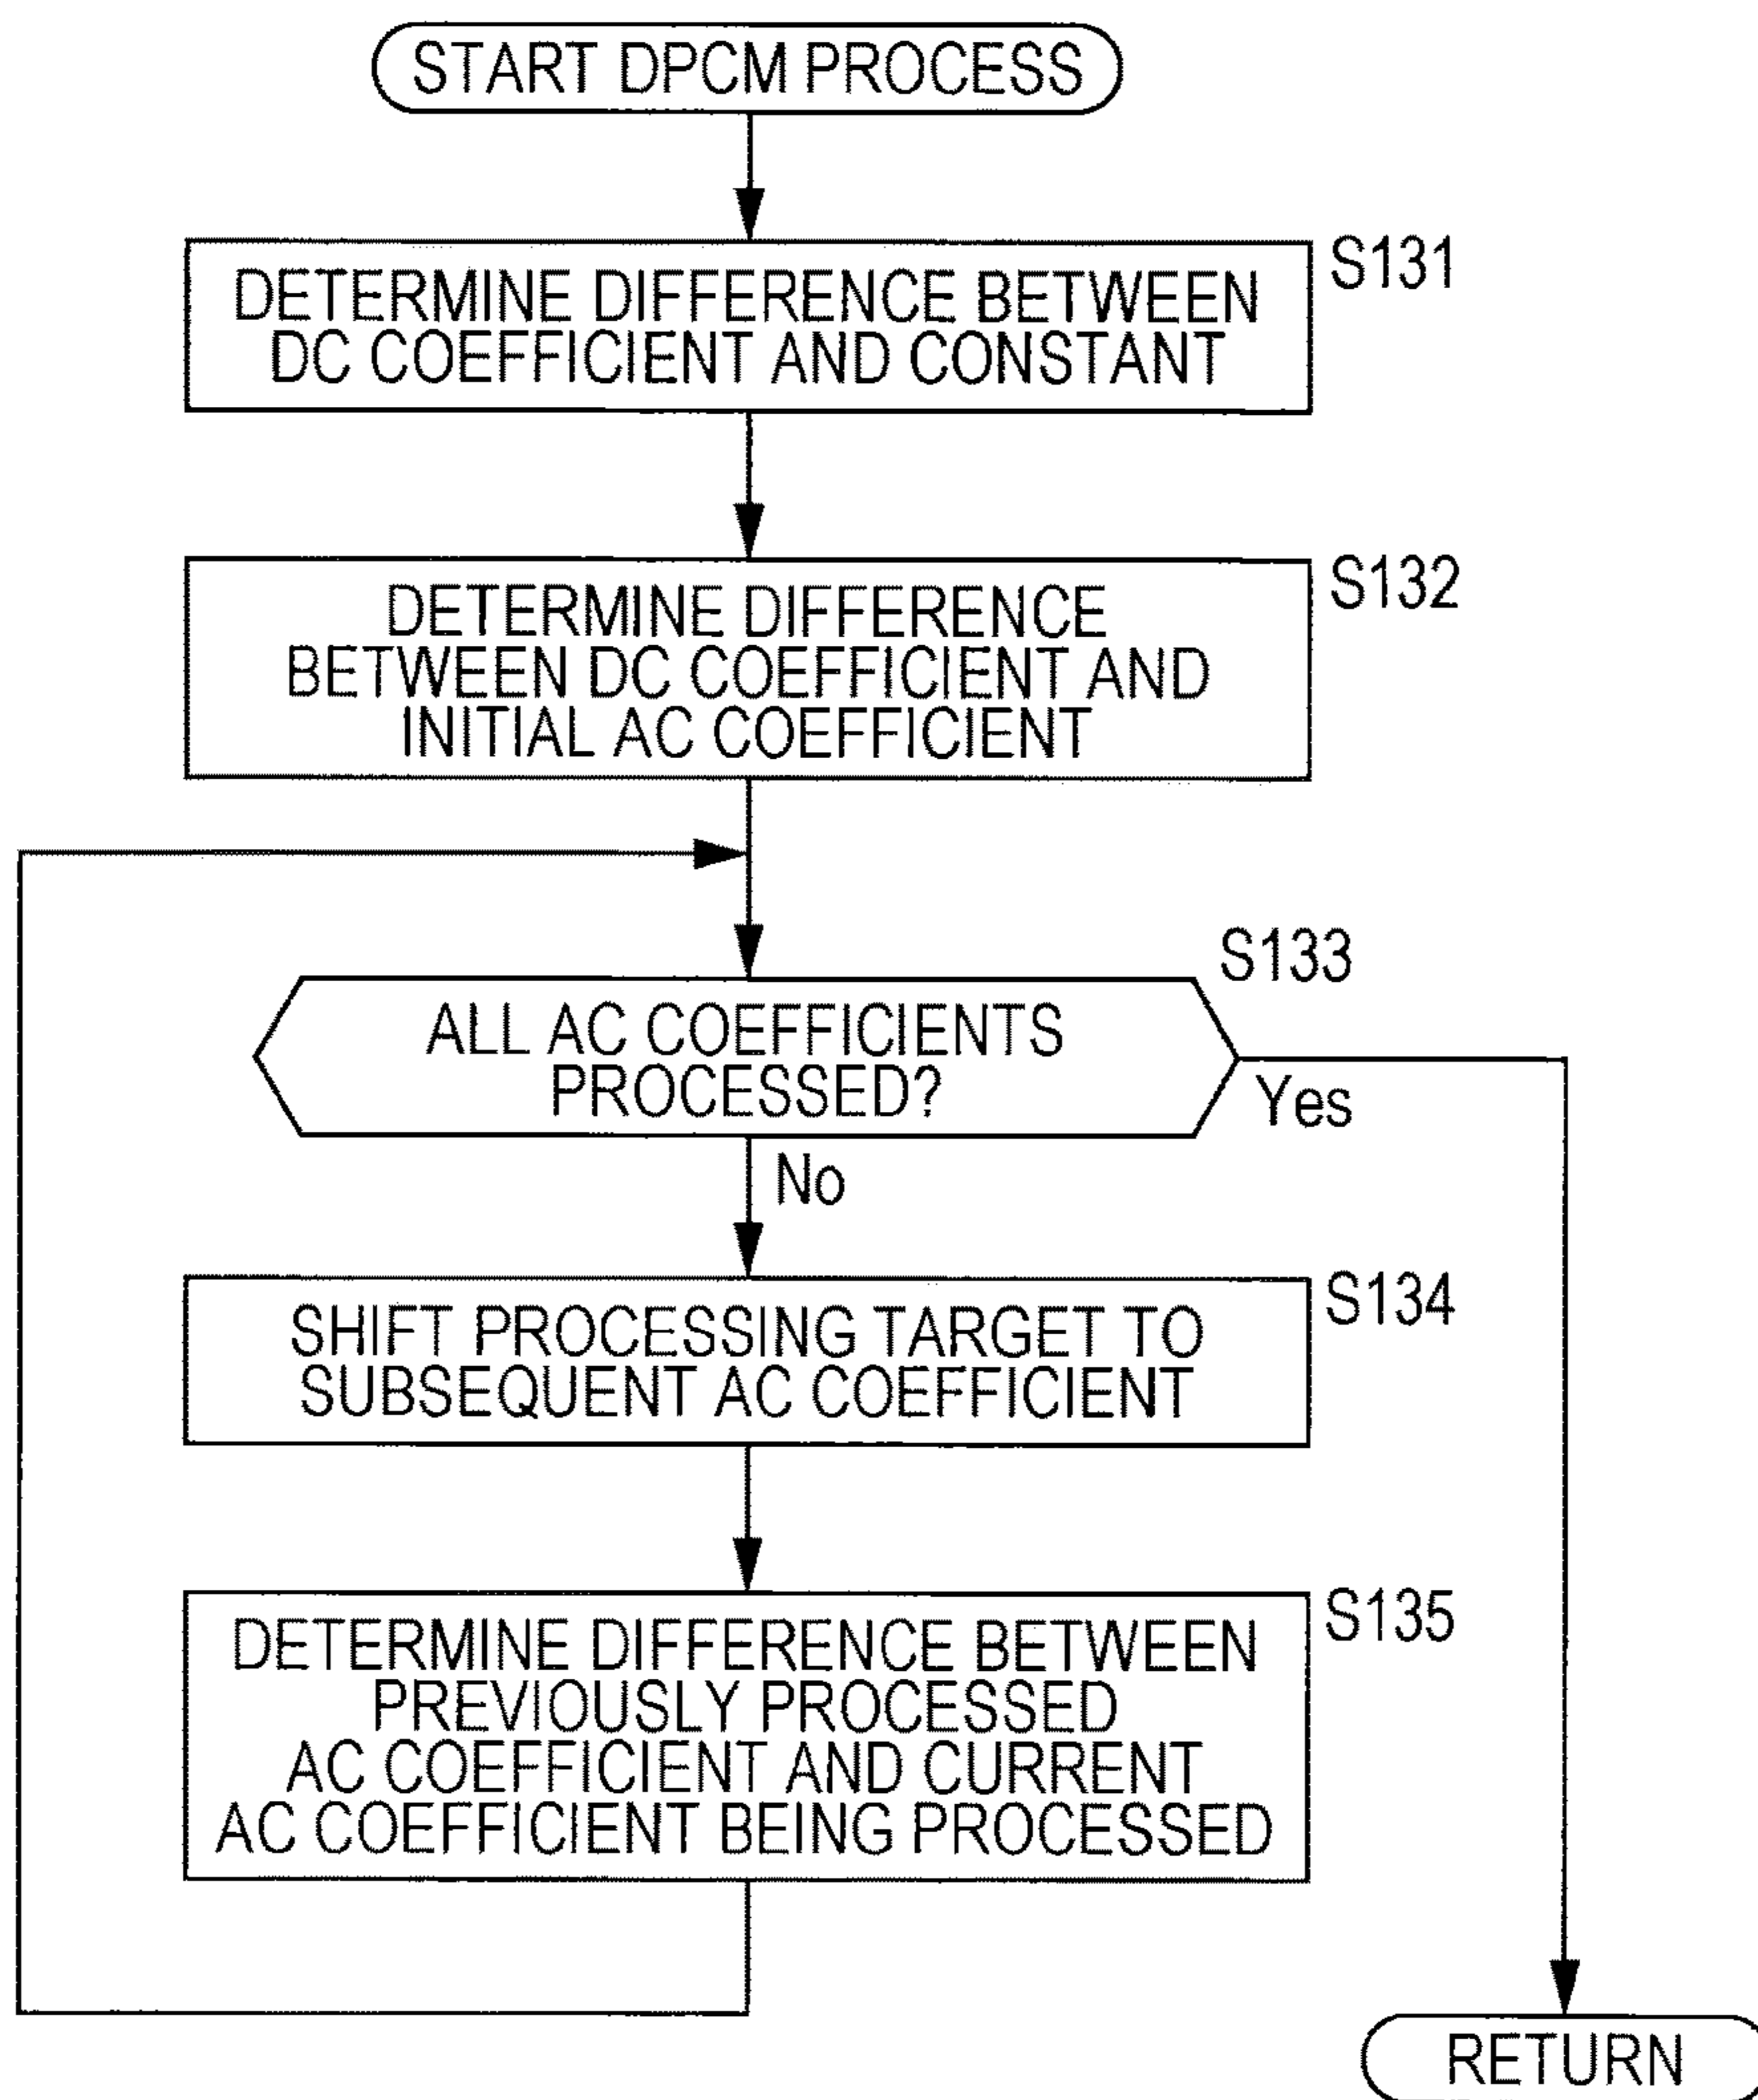 START DPCM PROCESS
S131
DETERMINE DIFFERENCE BETWEEN
DC COEFFICIENT AND CONSTANT
S132
DETERMINE DIFFERENCE
BETWEEN DC COEFFICIENT AND
INITIAL AC COEFFICIENT
S133
ALL AC COEFFICIENTS
PROCESSED?
Yes
No
S134
SHIFT PROCESSING TARGET TO
SUBSEQUENT AC COEFFICIENT
S135
DETERMINE DIFFERENCE BETWEEN
PREVIOUSLY PROCESSED
AC COEFFICIENT AND CURRENT
AC COEFFICIENT BEING PROCESSED
RETURN